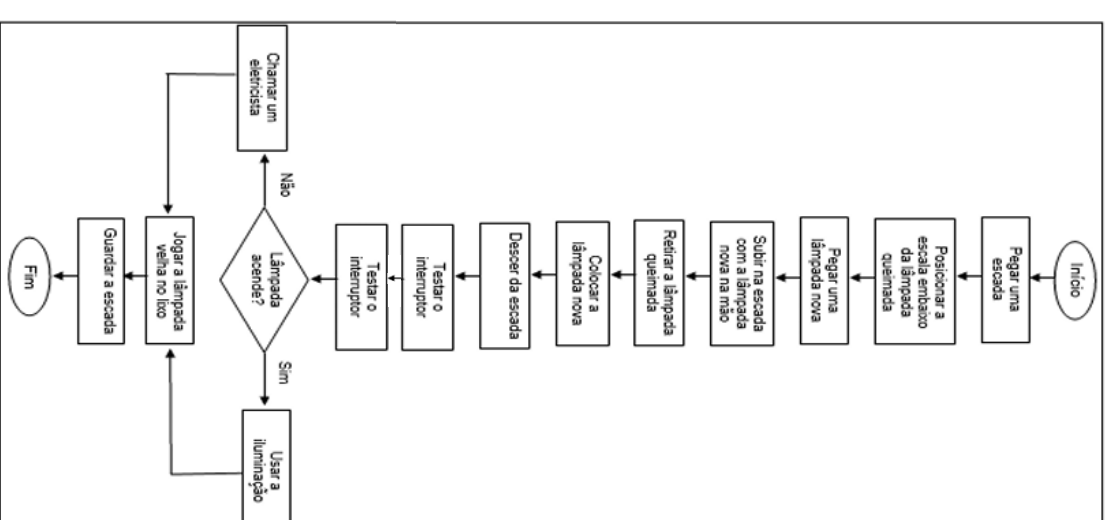 Início
Pegar uma
escada
Posicionar a
escala embaixo
da lâmpada
queimada
Pegar uma
lâmpada nova
Subir na escada
com a lâmpada
nova na mão
Retirar a lâmpada
queimada
Colocar a
lâmpada nova
Descer da escada
Testar o
interruptor
Testar o
interruptor
Lâmpada
acende?
Não
Chamar um
eletricista
Sim
Usar a
iluminação
Jogar a lâmpada
velha no lixo
Guardar a escada
Fim